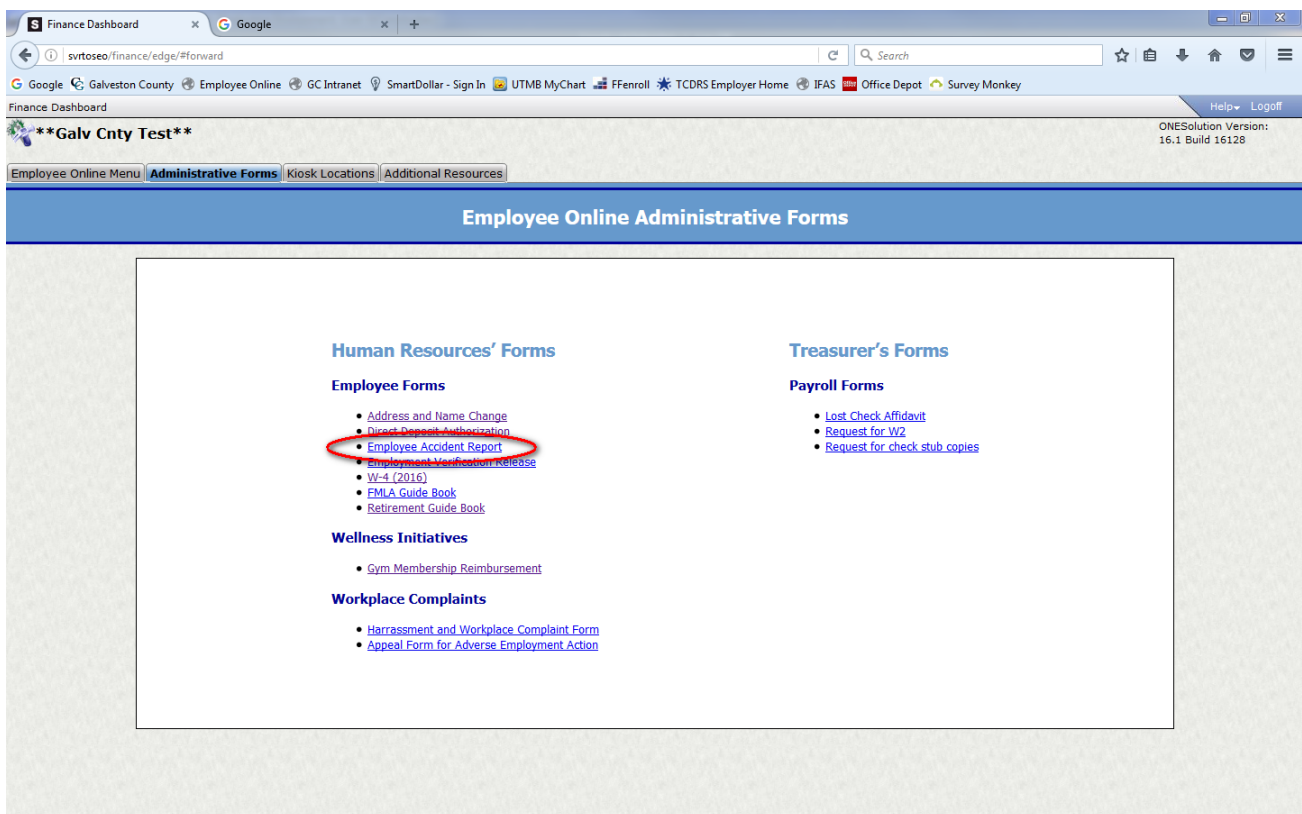 Finance Dashboard
Google
svrtoseo/finance/edge/#forward
Search
Google Galveston County Employee Online GC Intranet SmartDollar - Sign In UTMB MyChart FFenroll TCDRS Employer Home IFAS Office Depot Survey Monkey
Finance Dashboard
Help Logoff
**Galv Cnty Test**
ONESolution Version:
16.1 Build 16128
Employee Online Menu Administrative Forms Kiosk Locations Additional Resources
Employee Online Administrative Forms
Human Resources' Forms
Employee Forms
Address and Name Change
Direct Deposit Authorization
Employee Accident Report
Employment Verification Release
W-4 (2016)
FMLA Guide Book
Retirement Guide Book
Wellness Initiatives
Gym Membership Reimbursement
Workplace Complaints
Harrassment and Workplace Complaint Form
Appeal Form for Adverse Employment Action
Treasurer's Forms
Payroll Forms
Lost Check Affidavit
Request for W2
Request for check stub copies